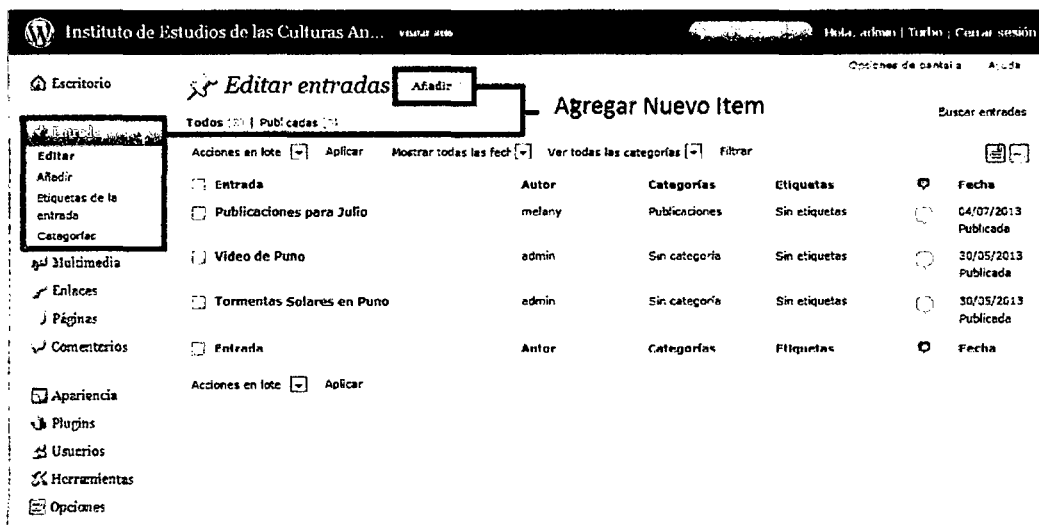 Instituto de Estudios de las Culturas An... Visitar sitio
Hola, admin | Turbo | Cerrar sesión
Opciones de pantalla Ayuda
Escritorio
Editar entradas Añadir
Agregar Nuevo Item
Todos | Publicadas
Buscar entradas
Entradas
Editar
Añadir
Etiquetas de la
entrada
Categorías
Multimedia
Enlaces
Páginas
Comentarios
Apariencia
Plugins
Usuarios
Herramientas
Opciones
Acciones en lote Aplicar Mostrar todas las fech Ver todas las categorías Filtrar
Entrada Autor Categorías Etiquetas Fecha
Publicaciones para Julio melany Publicaciones Sin etiquetas 04/07/2013
Publicada
Video de Puno admin Sin categoría Sin etiquetas 30/05/2013
Publicada
Tormentas Solares en Puno admin Sin categoría Sin etiquetas 30/05/2013
Publicada
Entrada Autor Categorías Etiquetas Fecha
Acciones en lote Aplicar